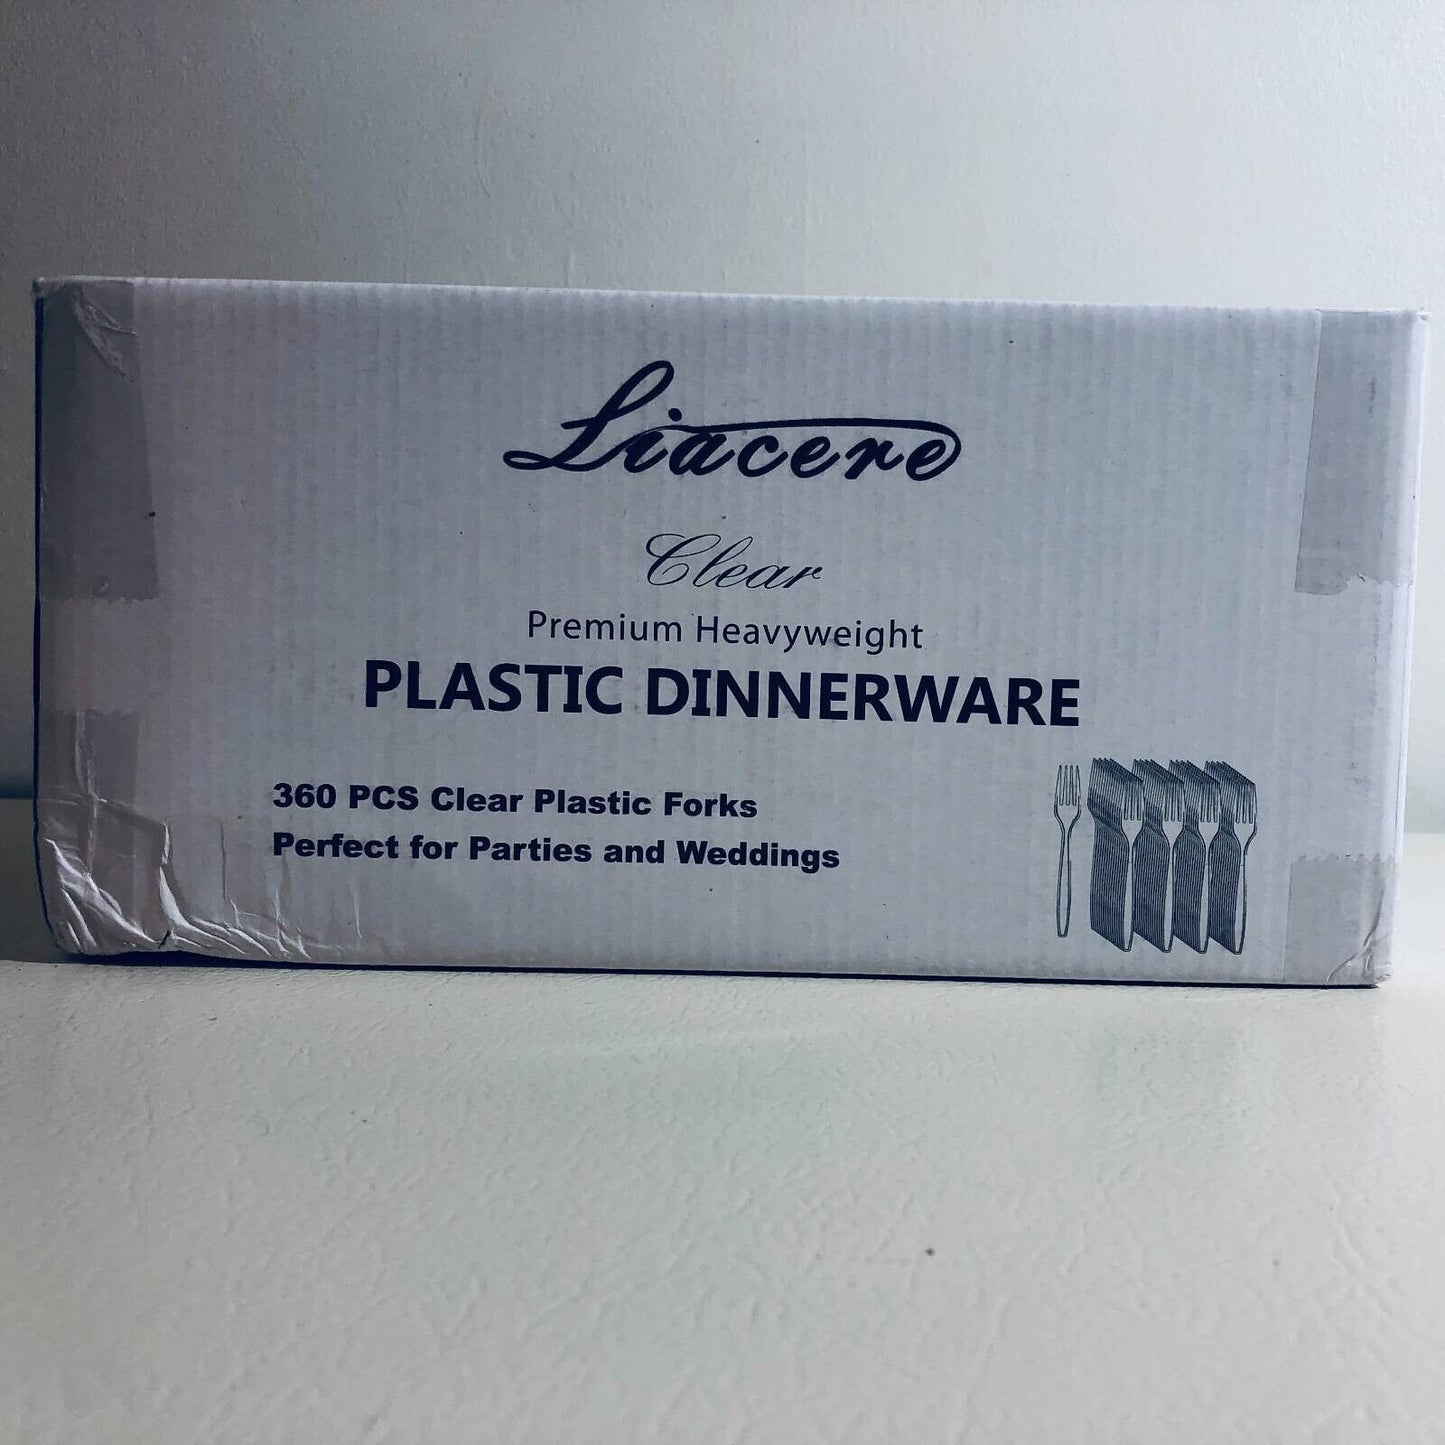 Liacere
Clear
Premium Heavyweight
PLASTIC DINNERWARE
360 PCS Clear Plastic Forks
Perfect for Parties and Weddings